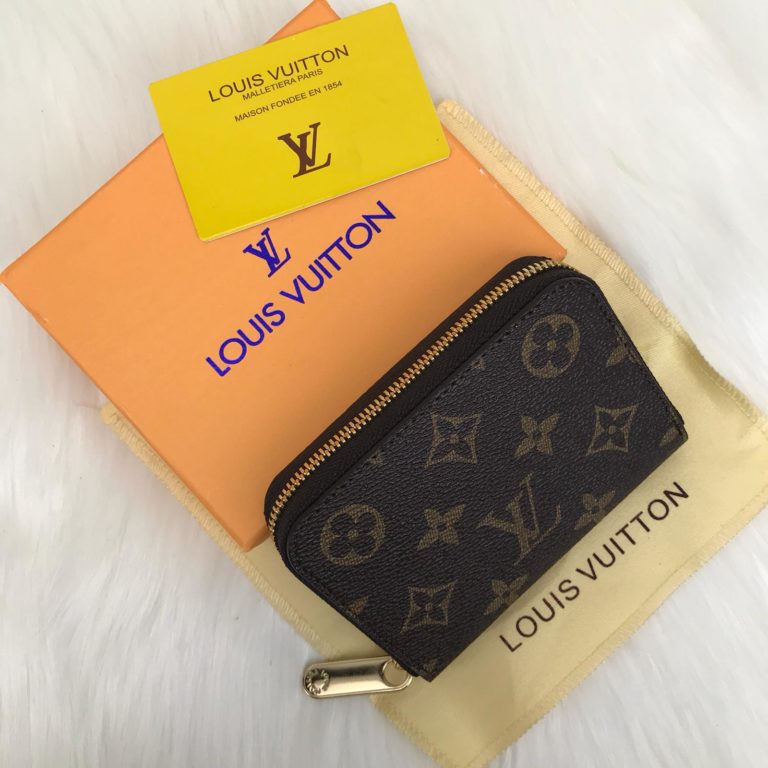 LOUIS VUITTON
MALLETIERA PARIS
MAISON FONDEE EN 1854
LV
LV
LOUIS VUITTON
LV
LOUIS VUITTON